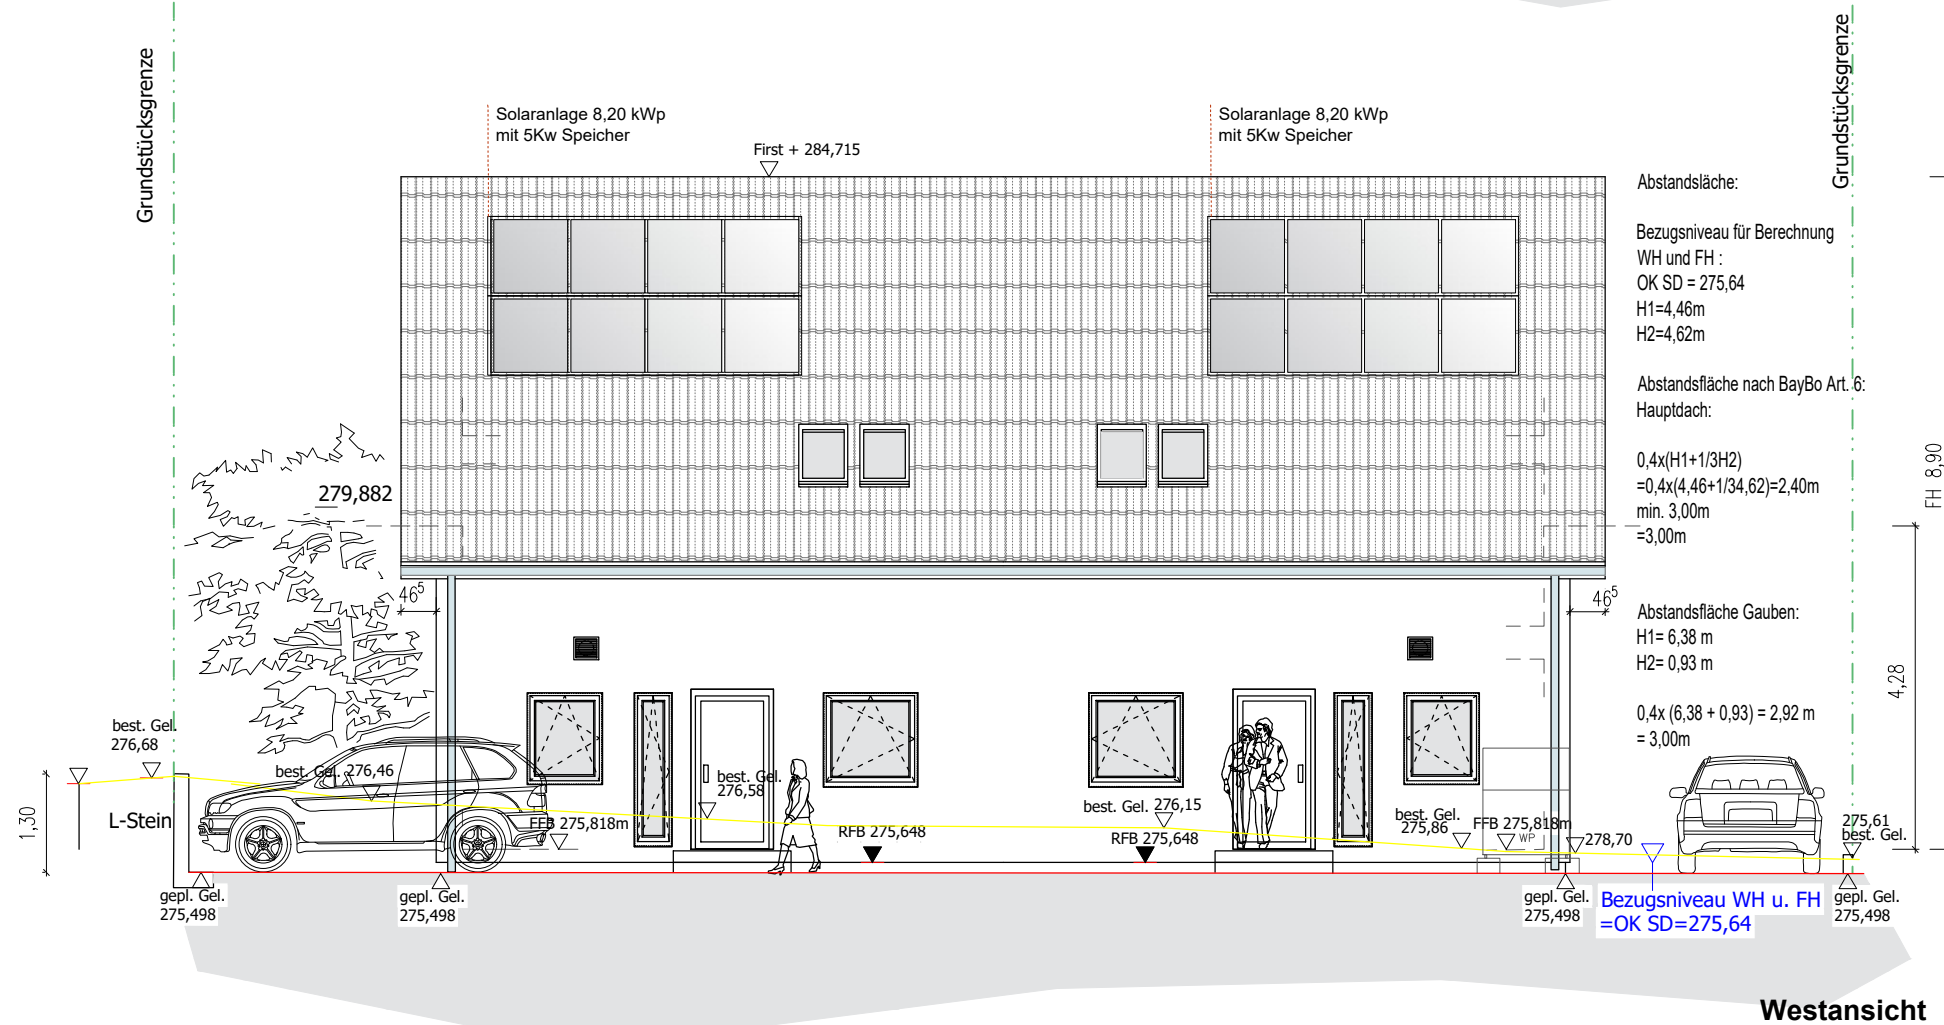 Grundstücksgrenze
Grundstücksgrenze
Solaranlage 8,20 kWp
mit 5Kw Speicher
First + 284,715
Solaranlage 8,20 kWp
mit 5Kw Speicher
Abstandsläche:
Bezugsniveau für Berechnung
WH und FH :
OK SD = 275,64
H1=4,46m
H2=4,62m
Abstandsfläche nach BayBo Art. 6:
Hauptdach:
0,4x(H1+1/3H2)
=0,4x(4,46+1/34,62)=2,40m
min. 3,00m
=3,00m
Abstandsfläche Gauben:
H1= 6,38 m
H2= 0,93 m
0,4x (6,38 + 0,93) = 2,92 m
= 3,00m
FH 8,90
4,28
279,882
46⁵
46⁵
best. Gel.
276,68
best. Gel. 276,46
best. Gel.
276,58
best. Gel. 276,15
best. Gel.
275,86
FFB 275,818m
FFB 275,818m
WP
278,70
275,61
best. Gel.
1,30
L-Stein
RFB 275,648
RFB 275,648
gepl. Gel.
275,498
gepl. Gel.
275,498
gepl. Gel.
275,498
Bezugsniveau WH u. FH
=OK SD=275,64
gepl. Gel.
275,498
Westansicht